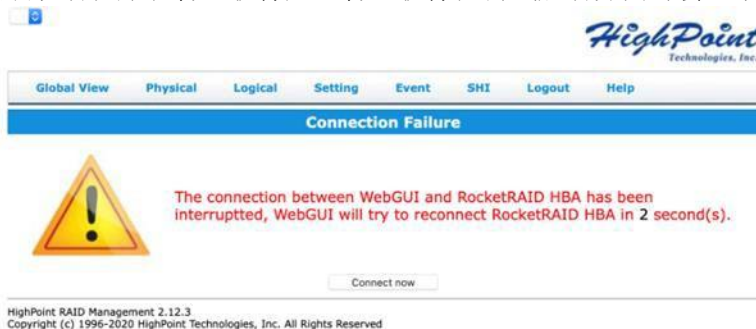 HighPoint
Technologies, Inc.
Global View Physical Logical Setting Event SHI Logout Help
Connection Failure
The connection between WebGUI and RocketRAID HBA has been
interruptted, WebGUI will try to reconnect RocketRAID HBA in 2 second(s).
Connect now
HighPoint RAID Management 2.12.3
Copyright (c) 1996-2020 HighPoint Technologies, Inc. All Rights Reserved